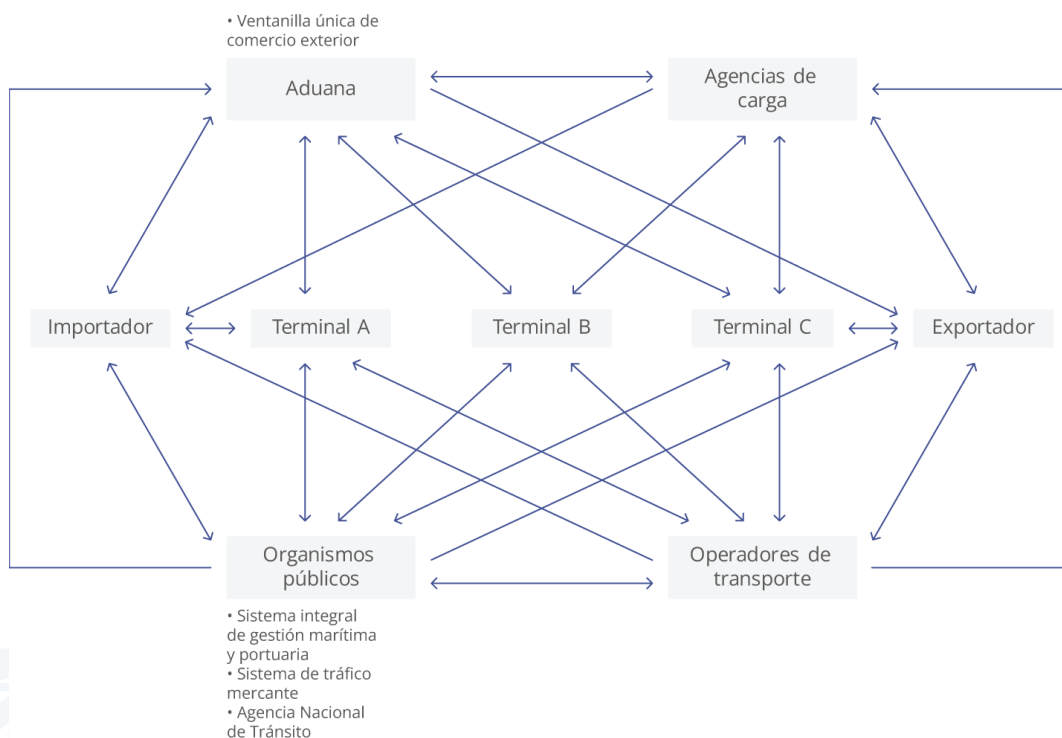 • Ventanilla única de
comercio exterior
Aduana
Agencias de
carga
Importador
Terminal A
Terminal B
Terminal C
Exportador
Organismos
públicos
Operadores de
transporte
• Sistema integral
de gestión marítima
y portuaria
• Sistema de tráfico
mercante
• Agencia Nacional
de Tránsito